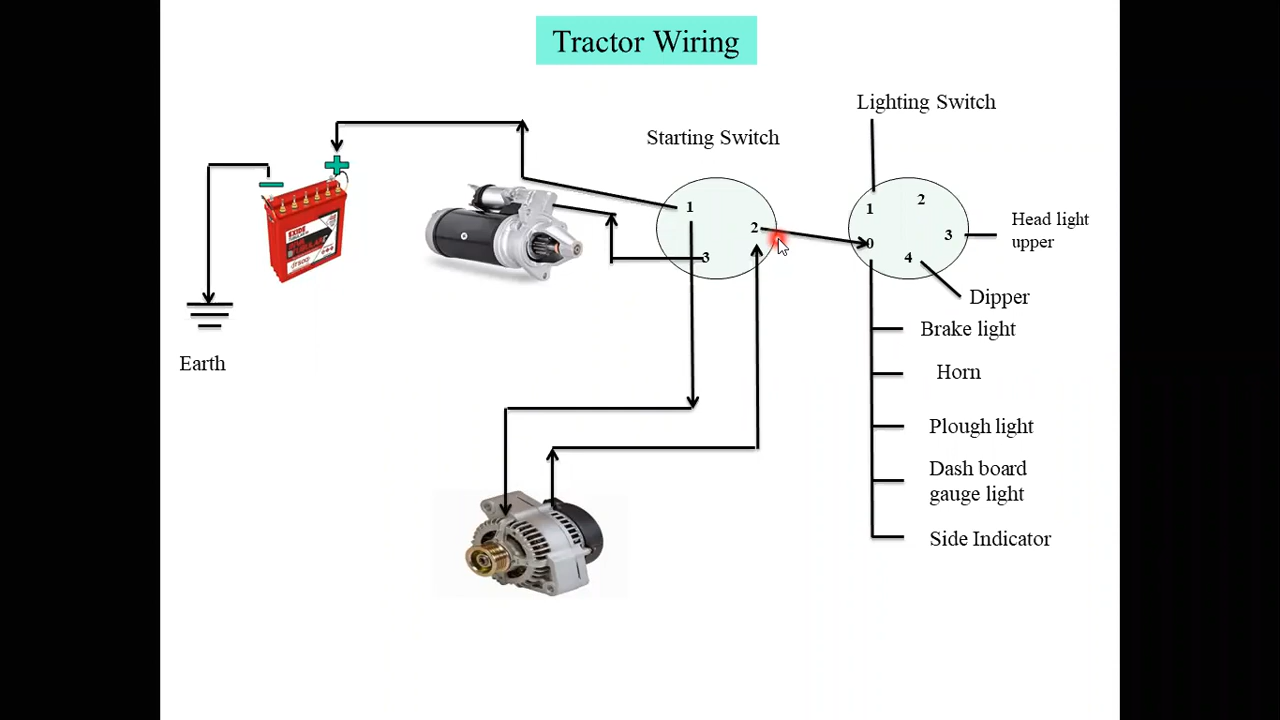 Tractor Wiring
Lighting Switch
Starting Switch
1
2
3
1
2
3
4
0
Head light
upper
Dipper
Brake light
Horn
Plough light
Dash board
gauge light
Side Indicator
Earth
EXIDE